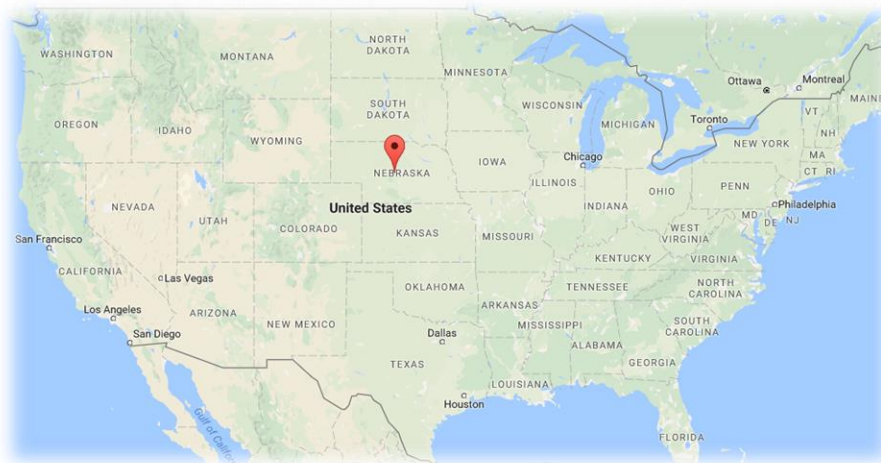 WASHINGTON
MONTANA
NORTH
DAKOTA
MINNESOTA
Ottawa
Montreal
MAINE
OREGON
IDAHO
WYOMING
SOUTH
DAKOTA
WISCONSIN
MICHIGAN
Toronto
VT
NH
NEW YORK
MA
CT RI
NEBRASKA
IOWA
Chicago
ILLINOIS
INDIANA
OHIO
PENN
Philadelphia
NEVADA
UTAH
COLORADO
United States
KANSAS
MISSOURI
WEST
VIRGINIA
MD
DE
NJ
San Francisco
CALIFORNIA
Las Vegas
KENTUCKY
VIRGINIA
Los Angeles
San Diego
ARIZONA
NEW MEXICO
OKLAHOMA
ARKANSAS
TENNESSEE
NORTH
CAROLINA
Dallas
TEXAS
MISSISSIPPI
ALABAMA
SOUTH
CAROLINA
GEORGIA
LOUISIANA
Houston
FLORIDA
Gulf of